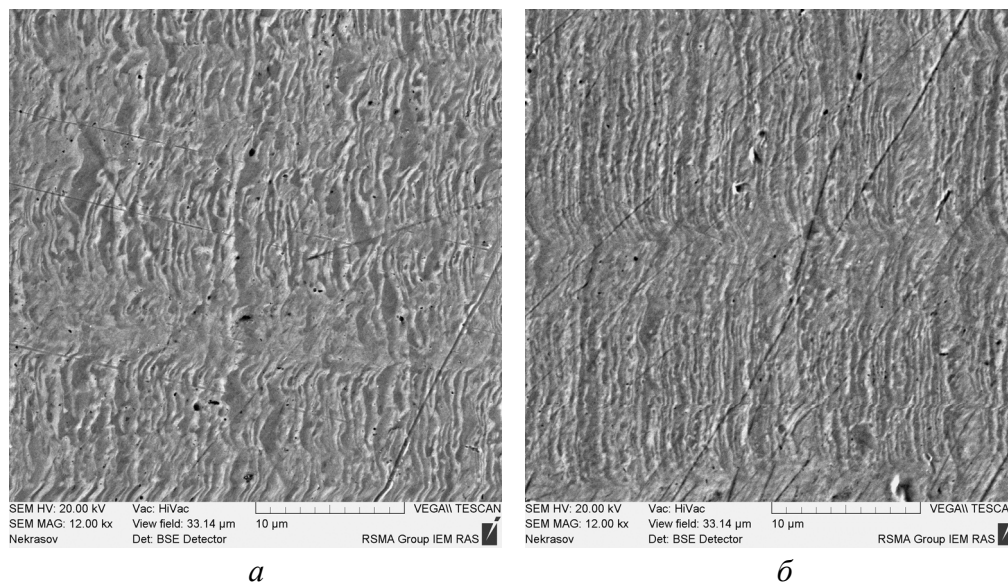 SEM HV: 20.00 kV Vac: HiVac VEGA\\ TESCAN
SEM MAG: 12.00 kx View field: 33.14 µm 10 µm
Nekrasov Det: BSE Detector RSMA Group IEM RAS
SEM HV: 20.00 kV Vac: HiVac VEGA\\ TESCAN
SEM MAG: 12.00 kx View field: 33.14 µm 10 µm
Nekrasov Det: BSE Detector RSMA Group IEM RAS
а б